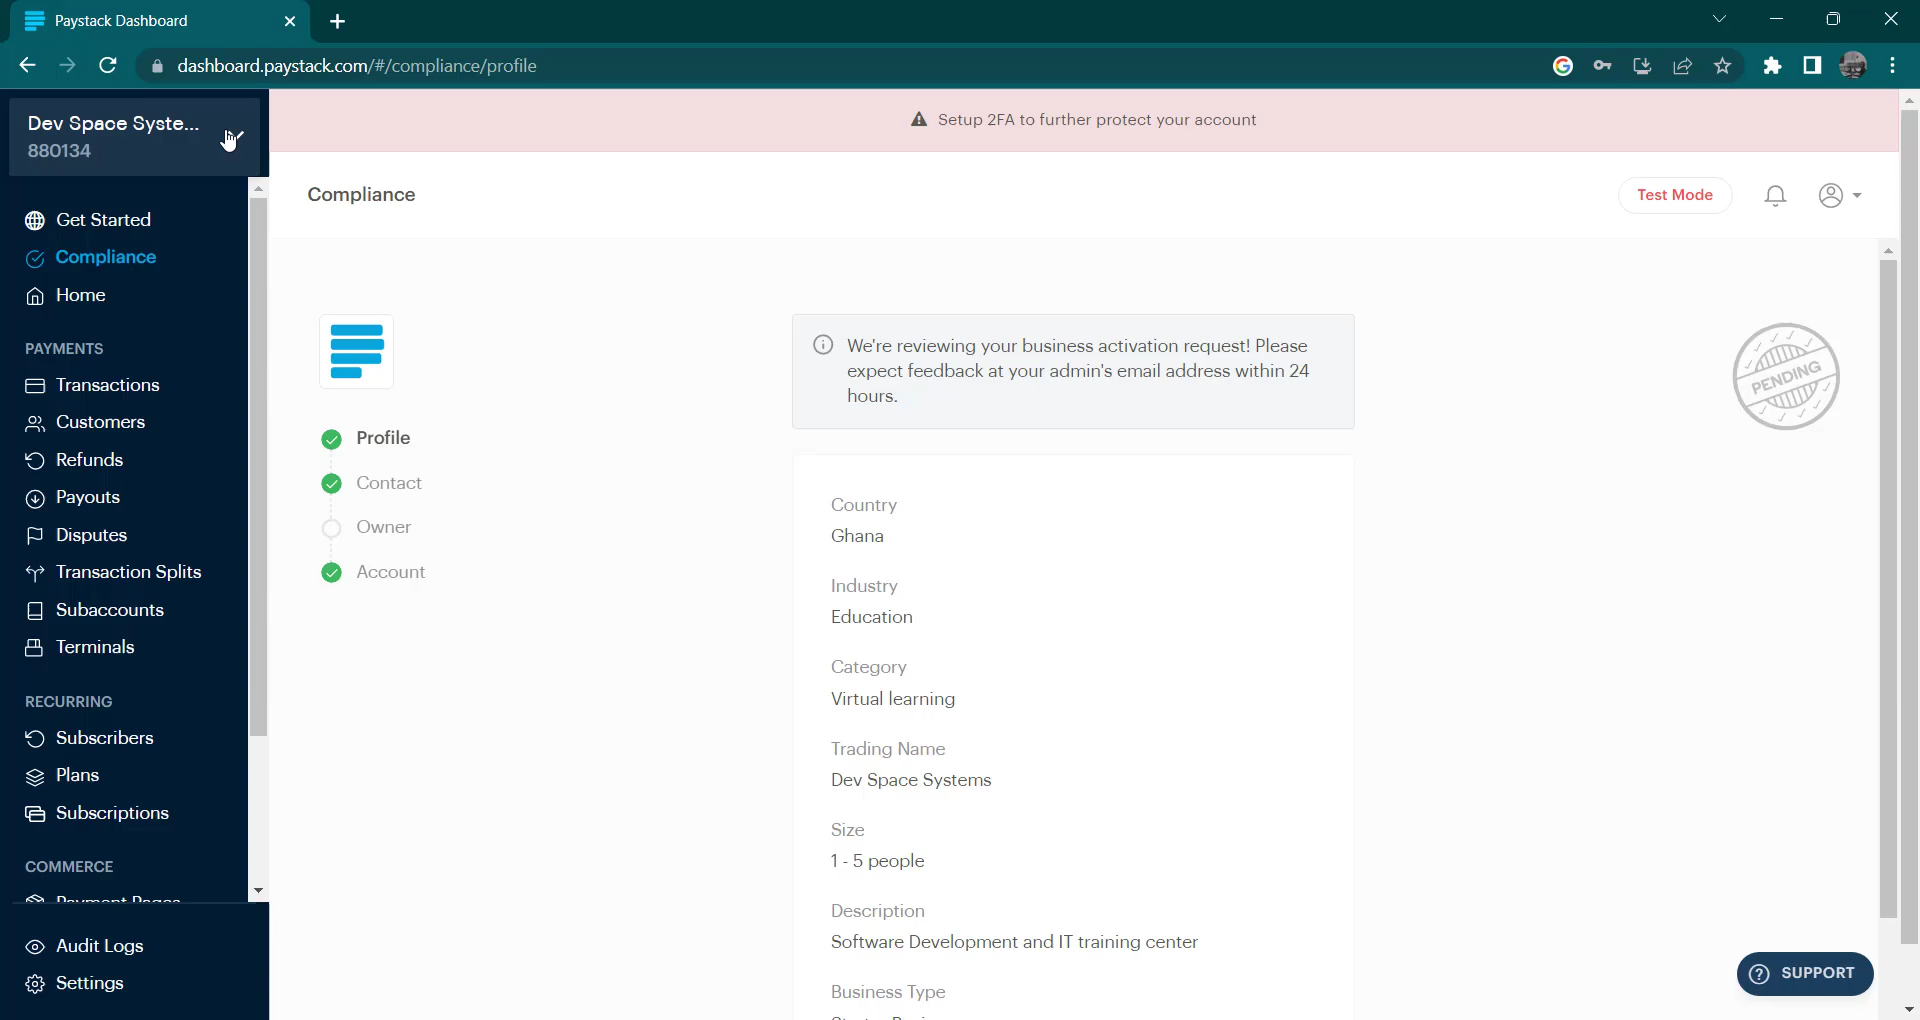 Paystack Dashboard
dashboard.paystack.com/#/compliance/profile
Dev Space Syste...
880134
Setup 2FA to further protect your account
Compliance
Test Mode
Get Started
Compliance
Home
PAYMENTS
Transactions
Customers
Refunds
Payouts
Disputes
Transaction Splits
Subaccounts
Terminals
RECURRING
Subscribers
Plans
Subscriptions
COMMERCE
Payment Pages
Audit Logs
Settings
Profile
Contact
Owner
Account
We're reviewing your business activation request! Please
expect feedback at your admin's email address within 24
hours.
PENDING
Country
Ghana
Industry
Education
Category
Virtual learning
Trading Name
Dev Space Systems
Size
1 - 5 people
Description
Software Development and IT training center
Business Type
SUPPORT